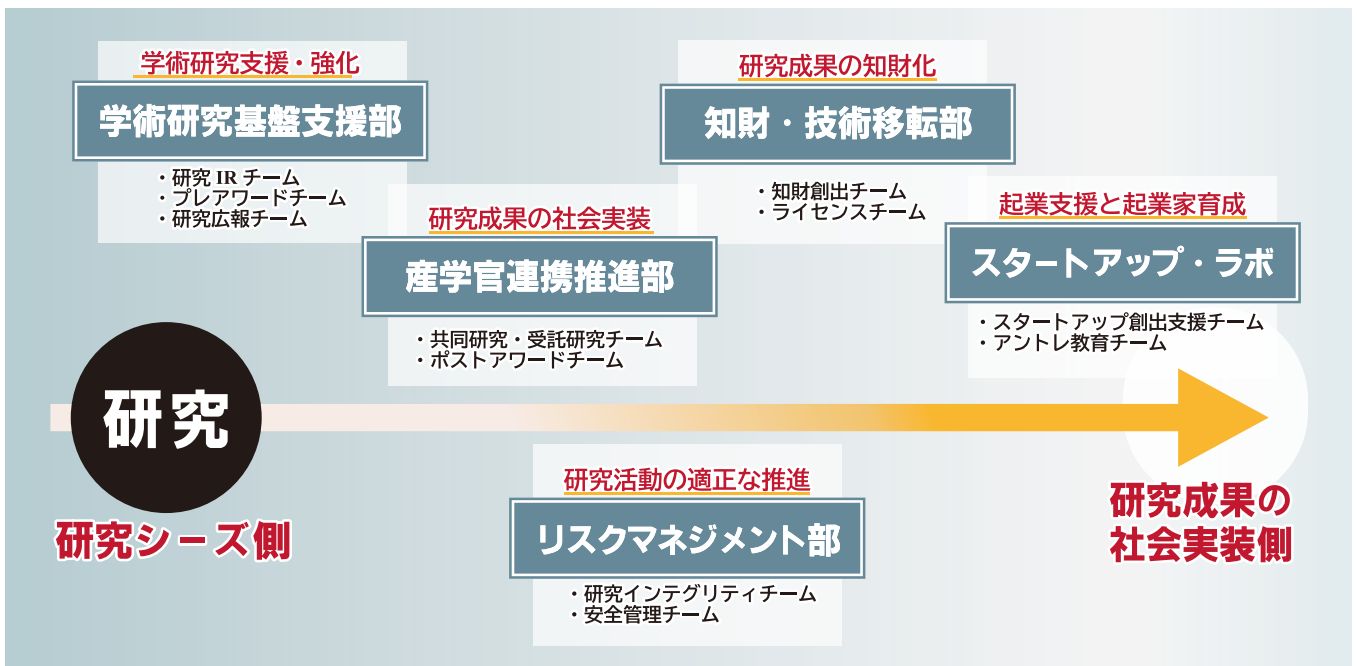 学術研究支援・強化
学術研究基盤支援部
・研究 IR チーム
・プレアワードチーム
・研究広報チーム
研究成果の社会実装
産学官連携推進部
・共同研究・受託研究チーム
・ポストアワードチーム
研究成果の知財化
知財・技術移転部
・知財創出チーム
・ライセンスチーム
起業支援と起業家育成
スタートアップ・ラボ
・スタートアップ創出支援チーム
・アントレ教育チーム
研究
研究シーズ側
研究活動の適正な推進
リスクマネジメント部
・研究インテグリティチーム
・安全管理チーム
研究成果の
社会実装側